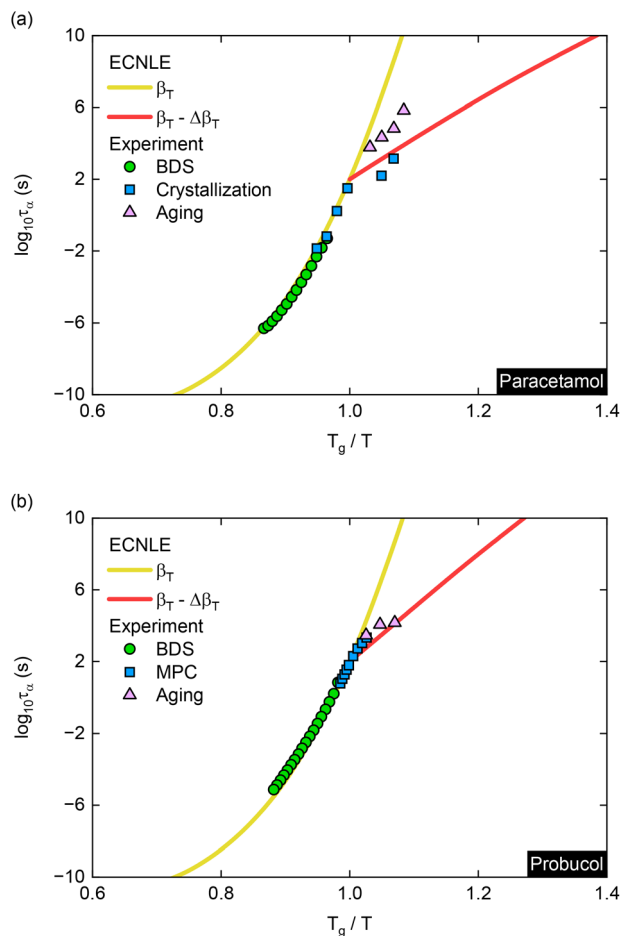 (a)
10
6
2
−2
−6
−10
log₁₀τα (s)
ECNLE
βT
βT - ΔβT
Experiment
BDS
Crystallization
Aging
Paracetamol
0.6 0.8 1.0 1.2 1.4
Tg / T
(b)
10
6
2
−2
−6
−10
log₁₀τα (s)
ECNLE
βT
βT - ΔβT
Experiment
BDS
MPC
Aging
Probucol
0.6 0.8 1.0 1.2 1.4
Tg / T